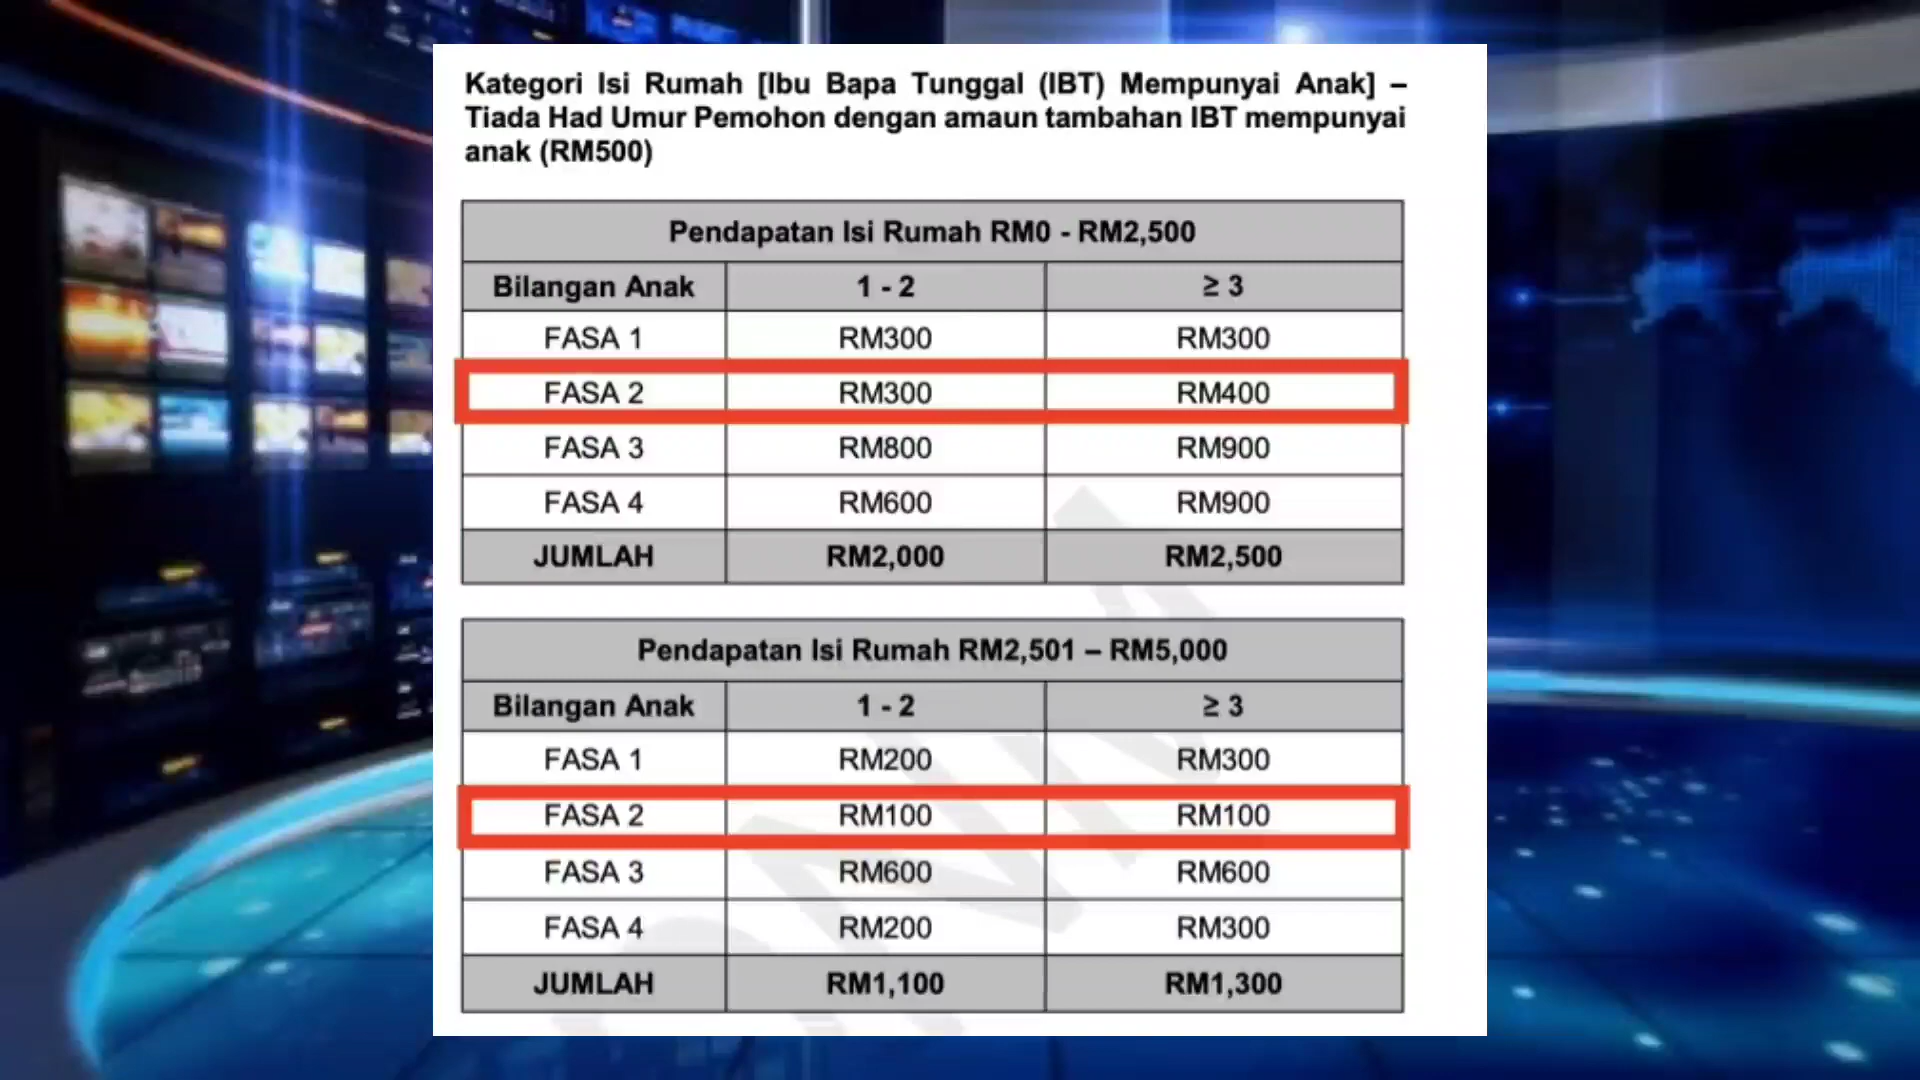 Kategori Isi Rumah [Ibu Bapa Tunggal (IBT) Mempunyai Anak] –
Tiada Had Umur Pemohon dengan amaun tambahan IBT mempunyai
anak (RM500)
Pendapatan Isi Rumah RM0 - RM2,500
Bilangan Anak 1 - 2 ≥ 3
FASA 1 RM300 RM300
FASA 2 RM300 RM400
FASA 3 RM800 RM900
FASA 4 RM600 RM900
JUMLAH RM2,000 RM2,500
Pendapatan Isi Rumah RM2,501 – RM5,000
Bilangan Anak 1 - 2 ≥ 3
FASA 1 RM200 RM300
FASA 2 RM100 RM100
FASA 3 RM600 RM600
FASA 4 RM200 RM300
JUMLAH RM1,100 RM1,300